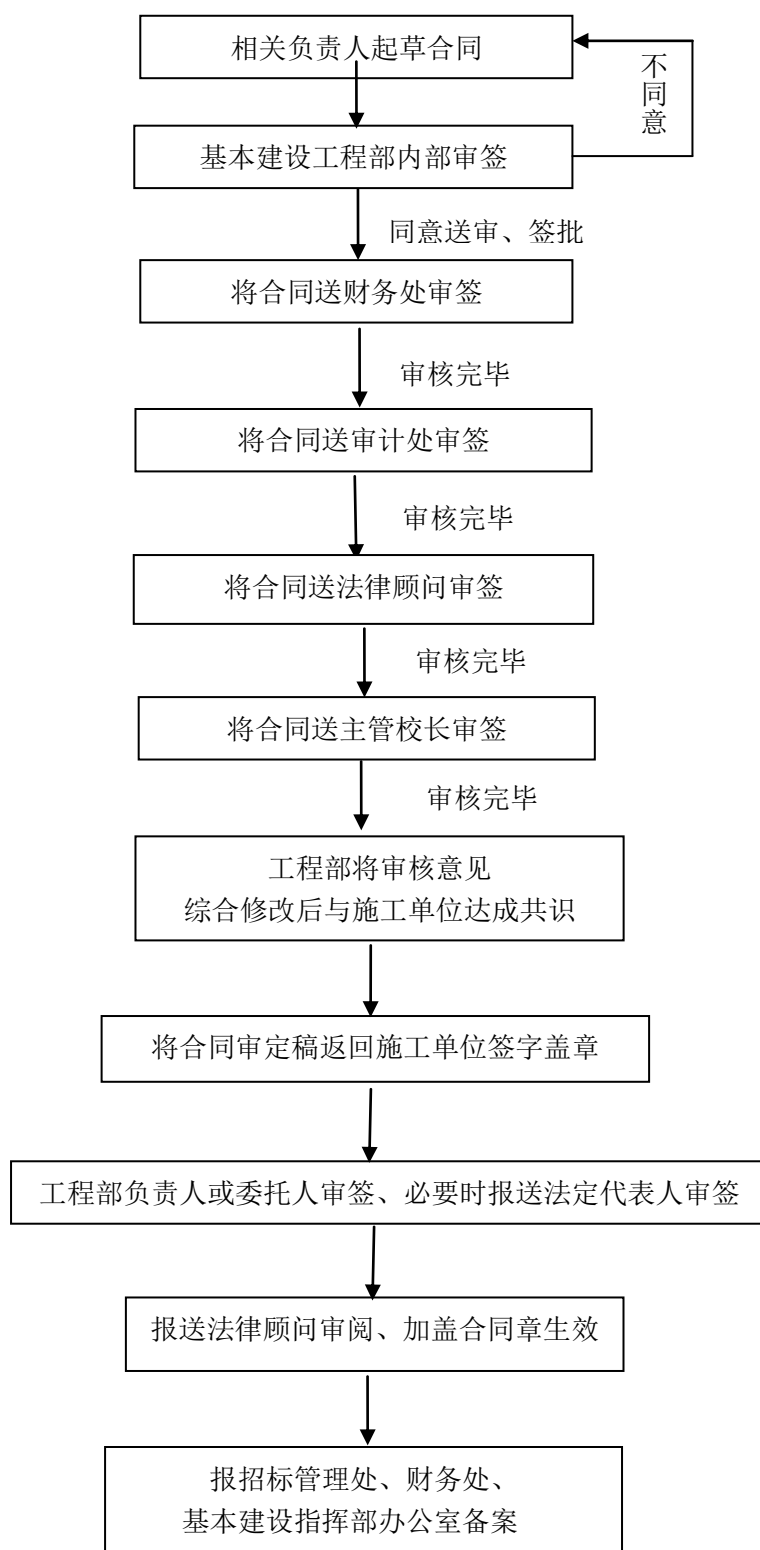 相关负责人起草合同
不同意
基本建设工程部内部审签
同意送审、签批
将合同送财务处审签
审核完毕
将合同送审计处审签
审核完毕
将合同送法律顾问审签
审核完毕
将合同送主管校长审签
审核完毕
工程部将审核意见
综合修改后与施工单位达成共识
将合同审定稿返回施工单位签字盖章
工程部负责人或委托人审签、必要时报送法定代表人审签
报送法律顾问审阅、加盖合同章生效
报招标管理处、财务处、
基本建设指挥部办公室备案